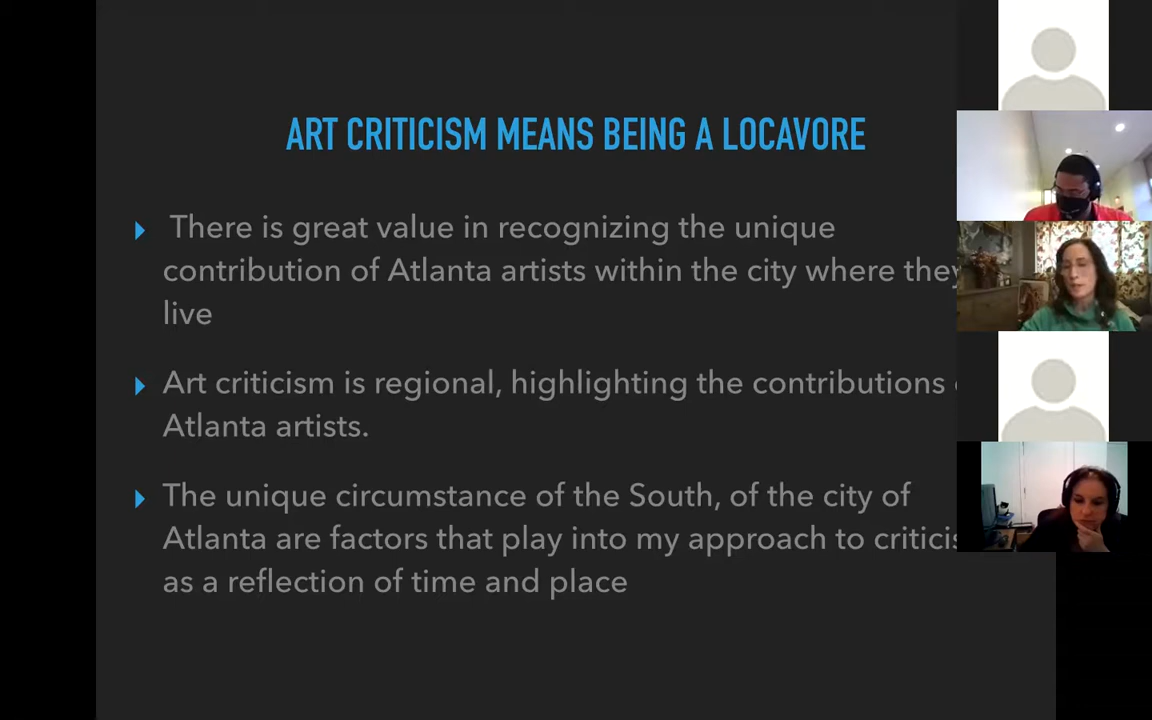 ART CRITICISM MEANS BEING A LOCAVORE
There is great value in recognizing the unique
contribution of Atlanta artists within the city where they
live
Art criticism is regional, highlighting the contributions
Atlanta artists.
The unique circumstance of the South, of the city of
Atlanta are factors that play into my approach to
as a reflection of time and place